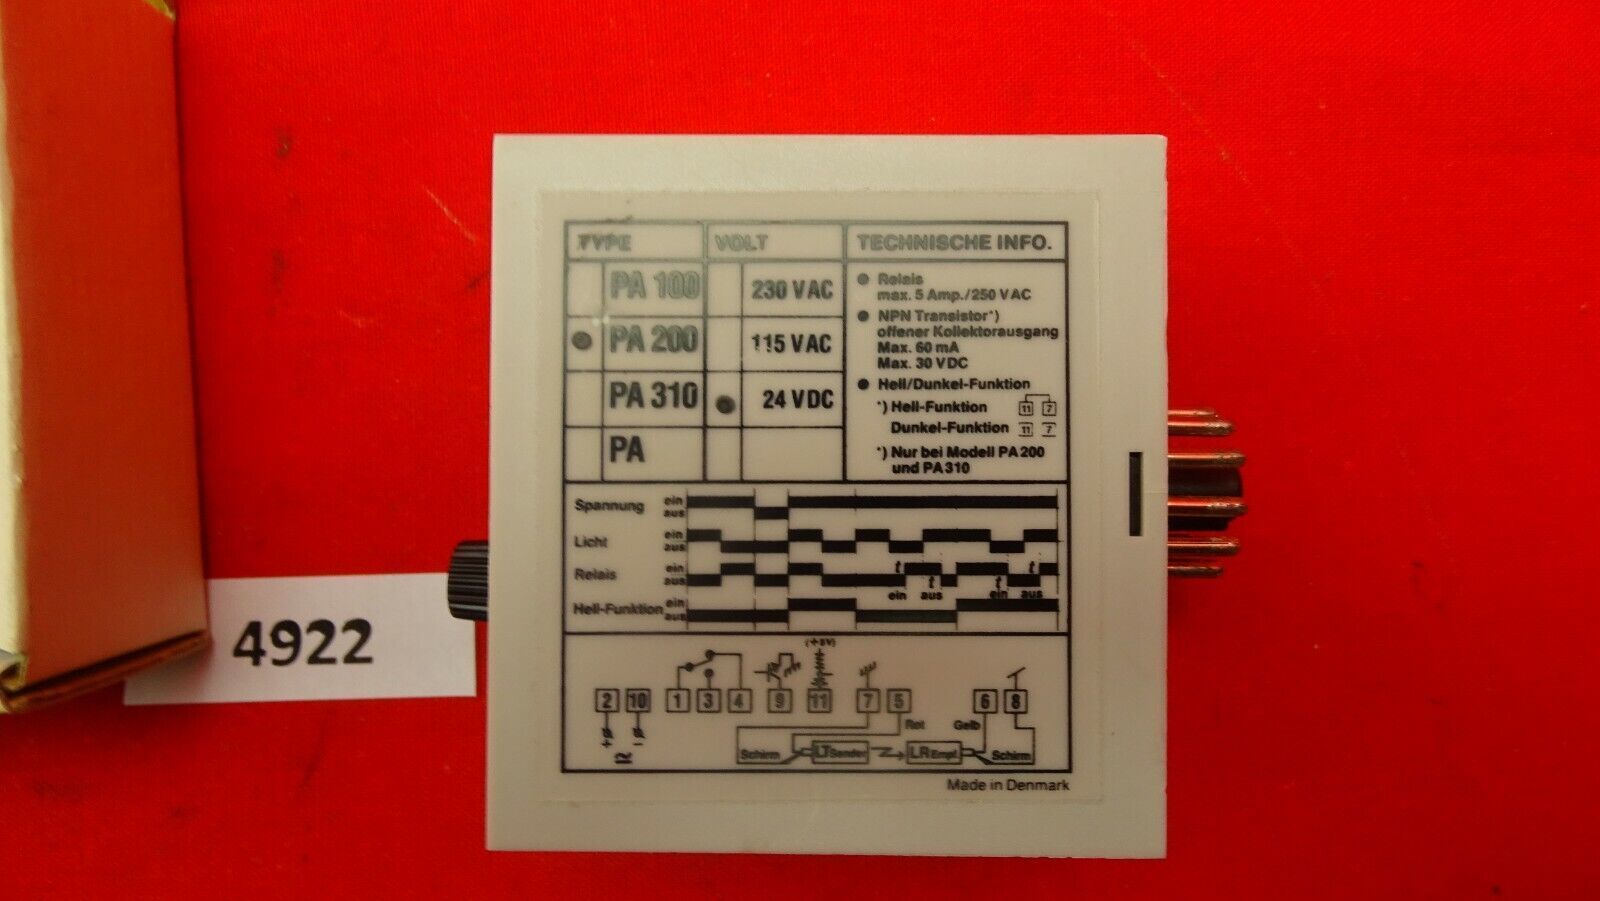 TYPE VOLT TECHNISCHE INFO.
PA 100 230 VAC
PA 200 115 VAC
PA 310 24 VDC
PA
● Relais
max. 5 Amp./250 VAC
● NPN Transistor*)
offener Kollektorausgang
Max. 60 mA
Max. 30 VDC
● Hell/Dunkel-Funktion
*) Hell-Funktion 11 7
Dunkel-Funktion 11 7
*) Nur bei Modell PA 200
und PA 310
Spannung ein
aus
Licht ein
aus
Relais ein t t t t
aus ein aus ein aus
Hell-Funktion ein
aus
2 10 1 3 4 9 11 7 5 6 8
+ -
Rot Gelb
Schirm LT Sender LR Empf. Schirm
Made in Denmark
4922